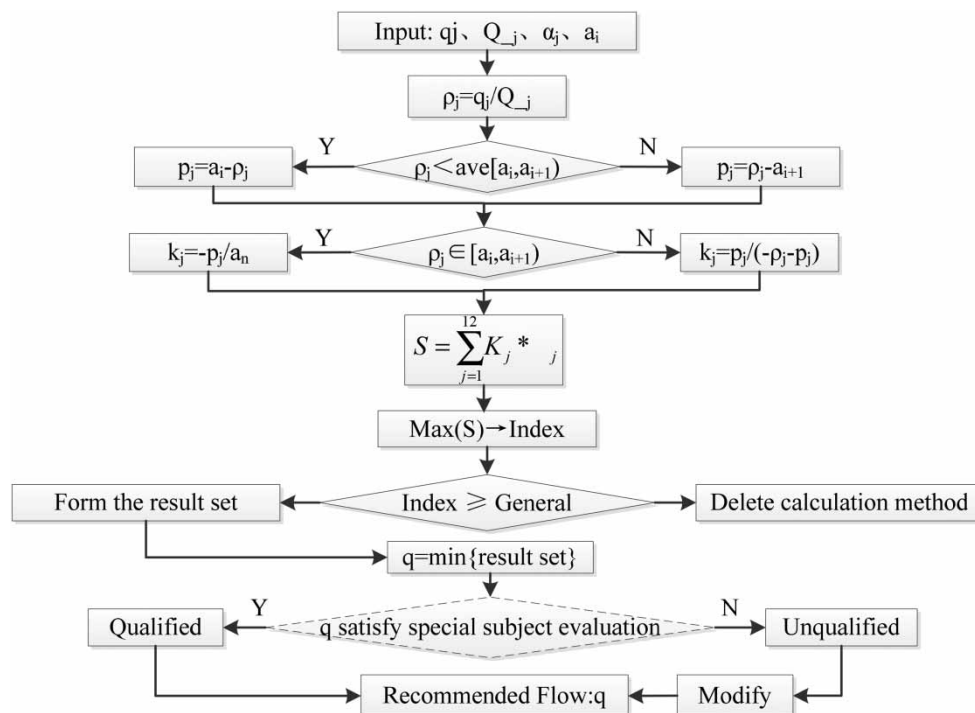 Input: qj、Q_j、αj、ai
ρj=qj/Q_j
Y
N
pj=ai-ρj
ρj<ave[ai,ai+1)
pj=ρj-ai+1
Y
N
kj=-pj/an
ρj∈[ai,ai+1)
kj=pj/(-ρj-pj)
S = ∑ j=1 12 Kj * j
Max(S)→Index
Form the result set
Index ≥ General
Delete calculation method
q=min{result set}
Y
N
Qualified
q satisfy special subject evaluation
Unqualified
Recommended Flow:q
Modify